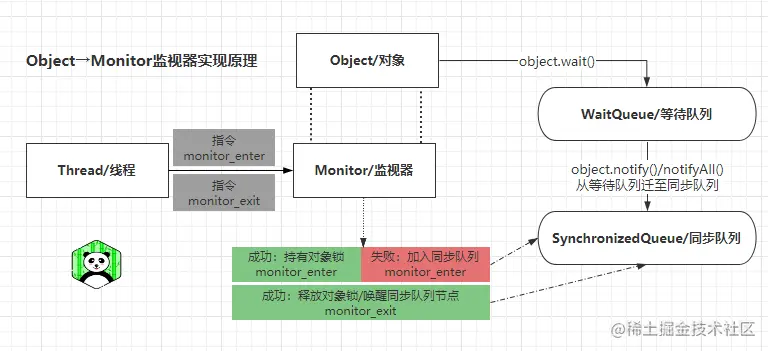 Object→Monitor监视器实现原理
Object/对象
object.wait()
WaitQueue/等待队列
指令
monitor_enter
Thread/线程
Monitor/监视器
指令
monitor_exit
object.notify()/notifyAll()
从等待队列迁至同步队列
SynchronizedQueue/同步队列
成功：持有对象锁
monitor_enter
失败：加入同步队列
monitor_enter
成功：释放对象锁/唤醒同步队列节点
monitor_exit
@稀土掘金技术社区